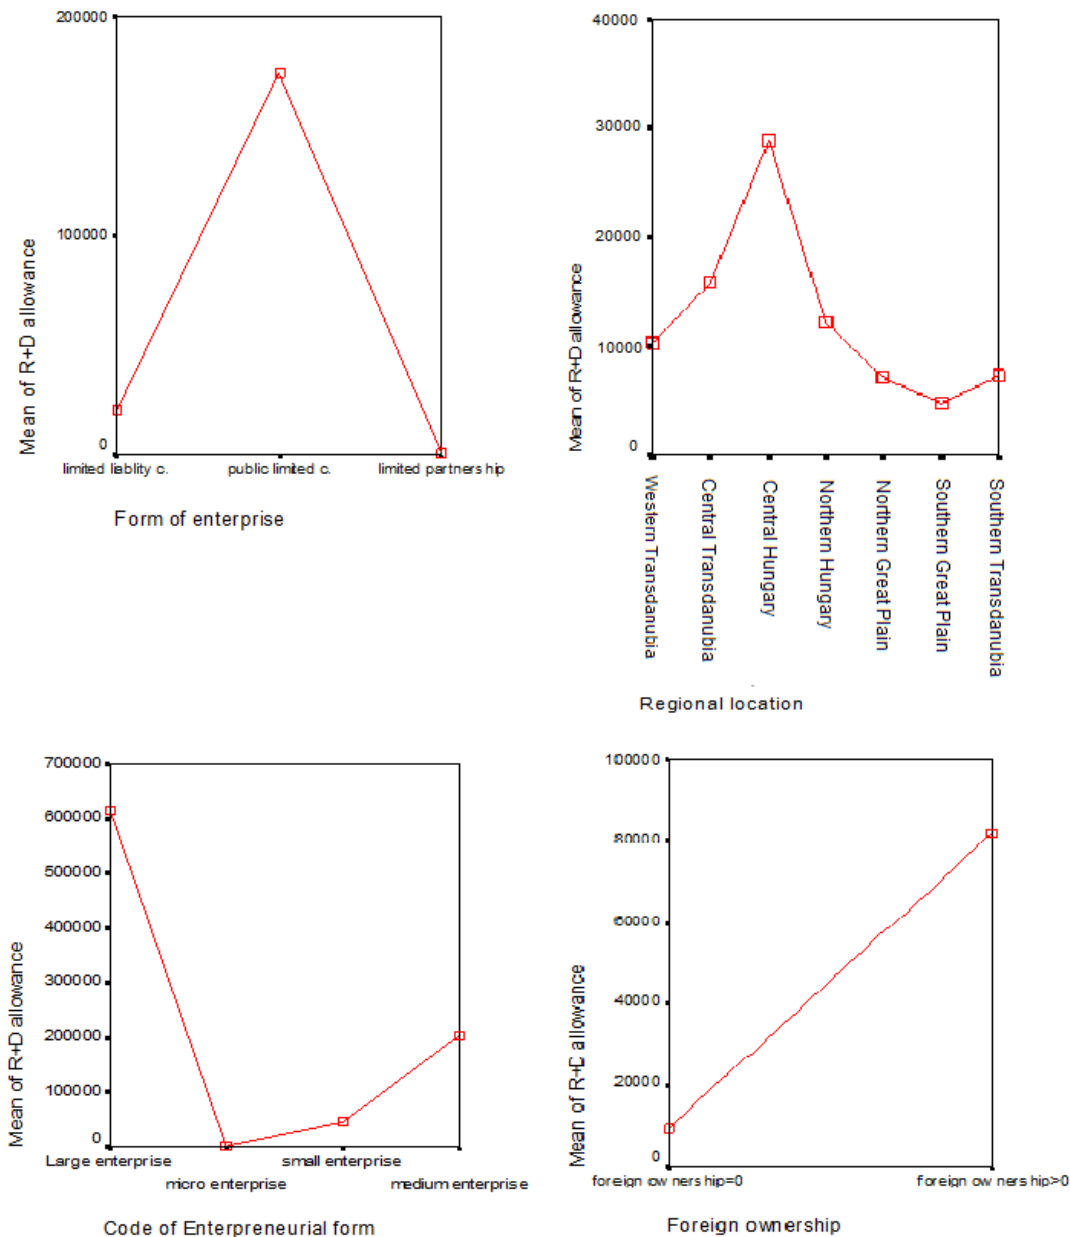 200000
100000
0
Mean of R+D allowance
limited liablity c.
public limited c.
limited partners hip
Form of enterprise
40000
30000
20000
10000
0
Mean of R+D allowance
Western Transdanubia
Central Transdanubia
Central Hungary
Northern Hungary
Northern Great Plain
Southern Great Plain
Southern Transdanubia
Regional location
700000
600000
500000
400000
300000
200000
100000
0
Mean of R+D allowance
Large enterprise
micro enterprise
small enterprise
medium enterprise
Code of Enterpreneurial form
100000
80000
60000
40000
20000
0
Mean of R+D allowance
foreign ow ners hip=0
foreign ow ners hip>0
Foreign ownership